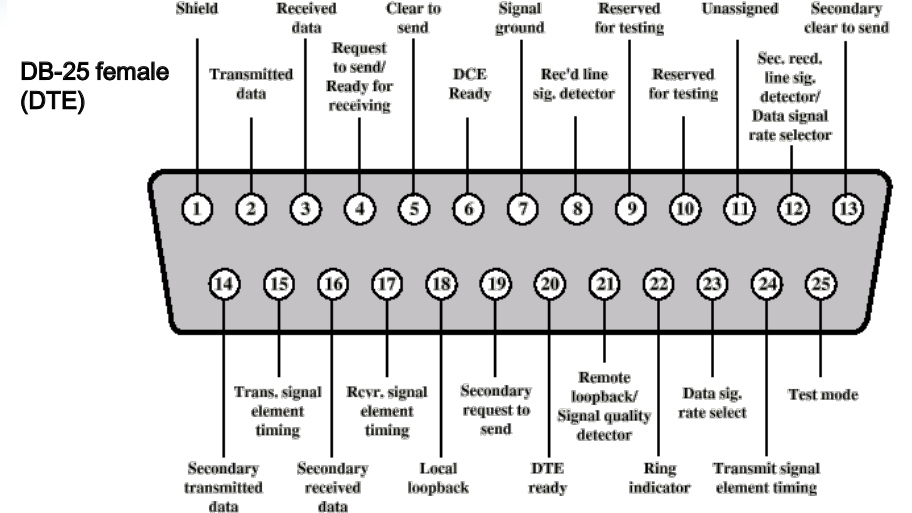 DB-25 female
(DTE)
Shield
Transmitted
data
Received
data
Request
to send/
Ready for
receiving
Clear to
send
DCE
Ready
Signal
ground
Rec'd line
sig. detector
Reserved
for testing
Reserved
for testing
Unassigned
Sec. recd.
line sig.
detector/
Data signal
rate selector
Secondary
clear to send
1 2 3 4 5 6 7 8 9 10 11 12 13
14 15 16 17 18 19 20 21 22 23 24 25
Secondary
transmitted
data
Trans. signal
element
timing
Secondary
received
data
Rcvr. signal
element
timing
Local
loopback
Secondary
request to
send
DTE
ready
Remote
loopback/
Signal quality
detector
Ring
indicator
Data sig.
rate select
Transmit signal
element timing
Test mode